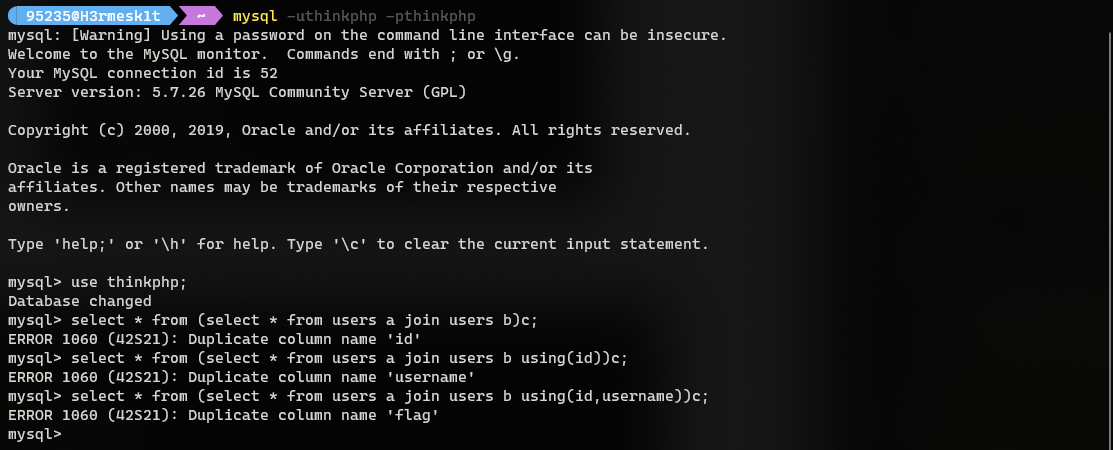 95235@H3rmesk1t ~ mysql -uthinkphp -pthinkphp
mysql: [Warning] Using a password on the command line interface can be insecure.
Welcome to the MySQL monitor.  Commands end with ; or \g.
Your MySQL connection id is 52
Server version: 5.7.26 MySQL Community Server (GPL)
Copyright (c) 2000, 2019, Oracle and/or its affiliates. All rights reserved.
Oracle is a registered trademark of Oracle Corporation and/or its
affiliates. Other names may be trademarks of their respective
owners.
Type 'help;' or '\h' for help. Type '\c' to clear the current input statement.
mysql> use thinkphp;
Database changed
mysql> select * from (select * from users a join users b)c;
ERROR 1060 (42S21): Duplicate column name 'id'
mysql> select * from (select * from users a join users b using(id))c;
ERROR 1060 (42S21): Duplicate column name 'username'
mysql> select * from (select * from users a join users b using(id,username))c;
ERROR 1060 (42S21): Duplicate column name 'flag'
mysql>